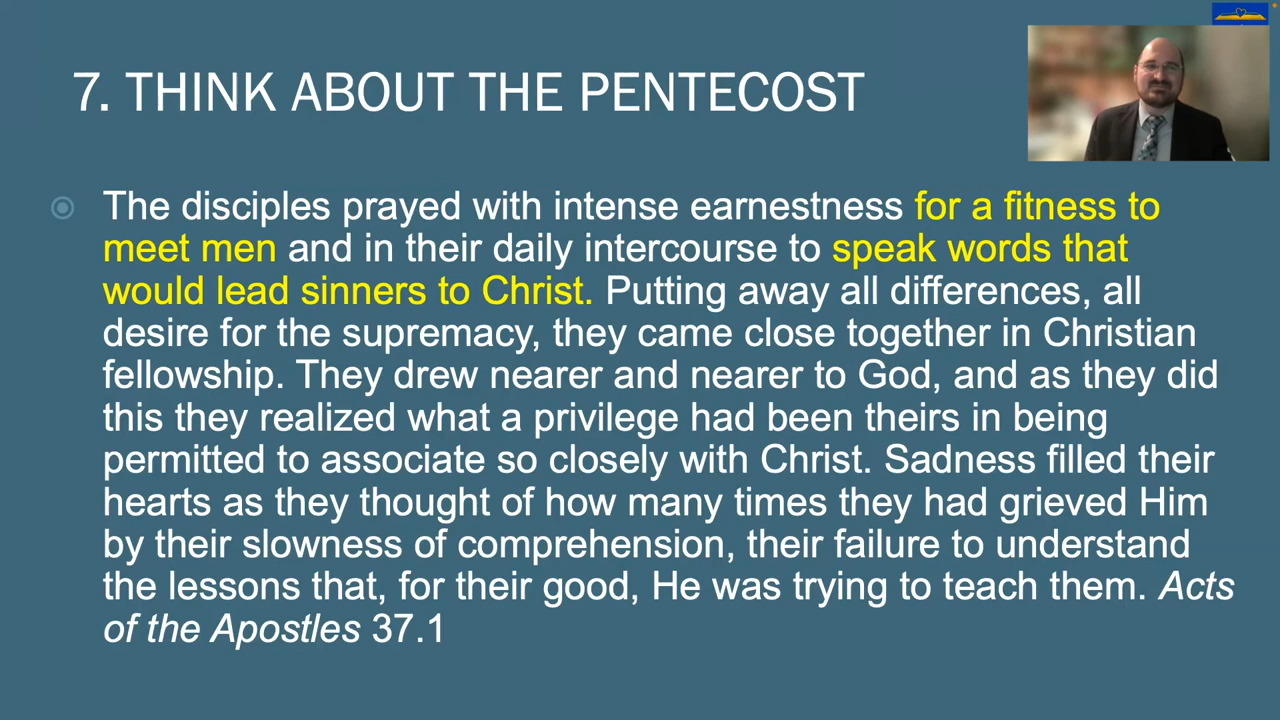 7. THINK ABOUT THE PENTECOST
The disciples prayed with intense earnestness for a fitness to
meet men and in their daily intercourse to speak words that
would lead sinners to Christ. Putting away all differences, all
desire for the supremacy, they came close together in Christian
fellowship. They drew nearer and nearer to God, and as they did
this they realized what a privilege had been theirs in being
permitted to associate so closely with Christ. Sadness filled their
hearts as they thought of how many times they had grieved Him
by their slowness of comprehension, their failure to understand
the lessons that, for their good, He was trying to teach them. Acts
of the Apostles 37.1